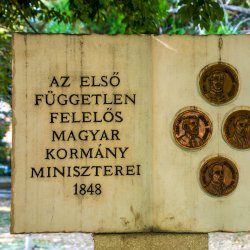 AZ ELSŐ
FÜGGETLEN
FELELŐS
MAGYAR
KORMÁNY
MINISZTEREI
1848